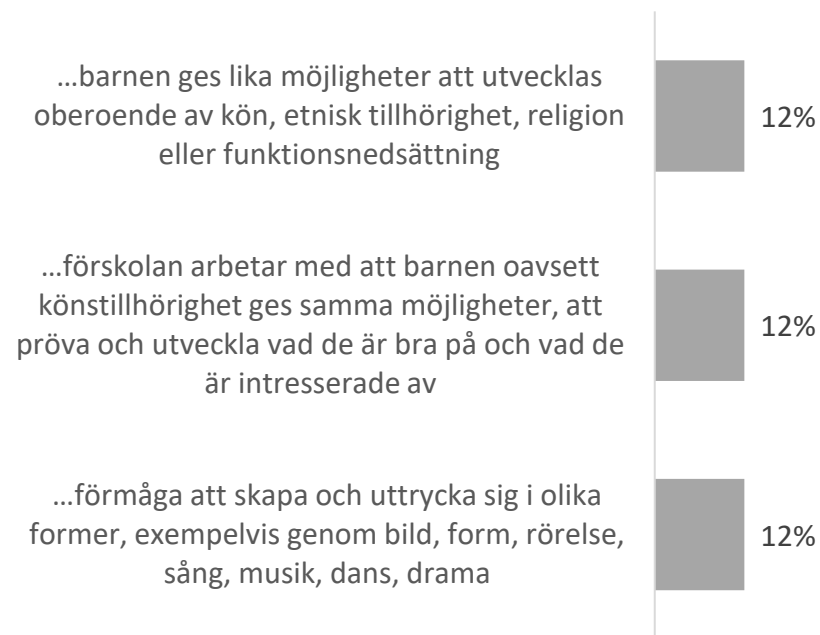 …barnen ges lika möjligheter att utvecklas
oberoende av kön, etnisk tillhörighet, religion
eller funktionsnedsättning
12%
…förskolan arbetar med att barnen oavsett
könstillhörighet ges samma möjligheter, att
pröva och utveckla vad de är bra på och vad de
är intresserade av
12%
…förmåga att skapa och uttrycka sig i olika
former, exempelvis genom bild, form, rörelse,
sång, musik, dans, drama
12%